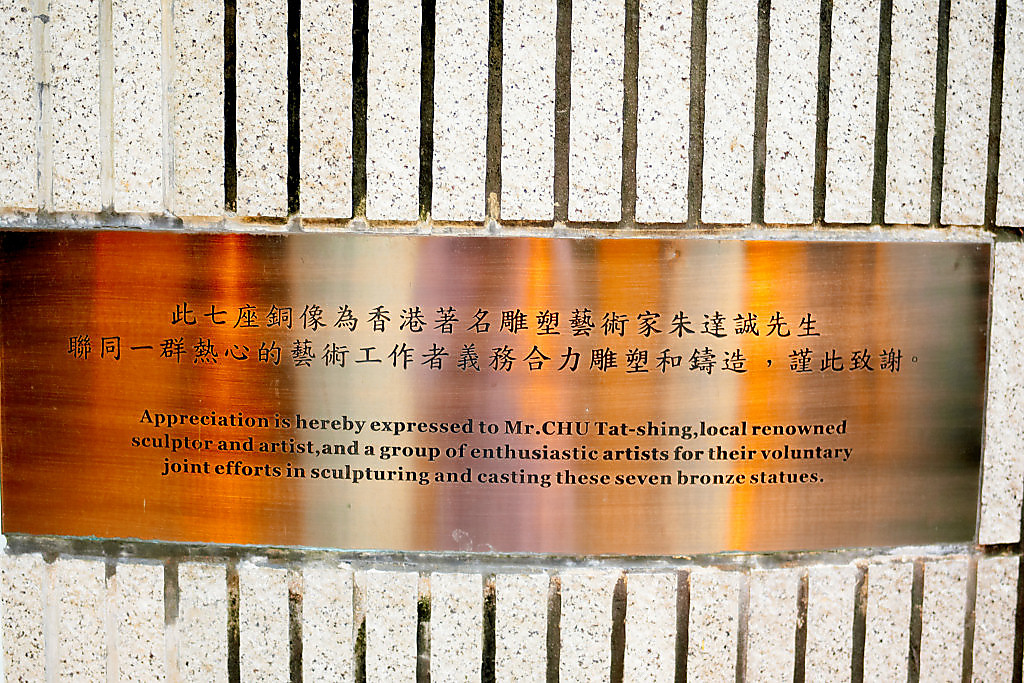 此七座銅像為香港著名雕塑藝術家朱達誠先生
聯同一群熱心的藝術工作者義務合力雕塑和鑄造，謹此致謝。
Appreciation is hereby expressed to Mr.CHU Tat-shing,local renowned
sculptor and artist,and a group of enthusiastic artists for their voluntary
joint efforts in sculpturing and casting these seven bronze statues.